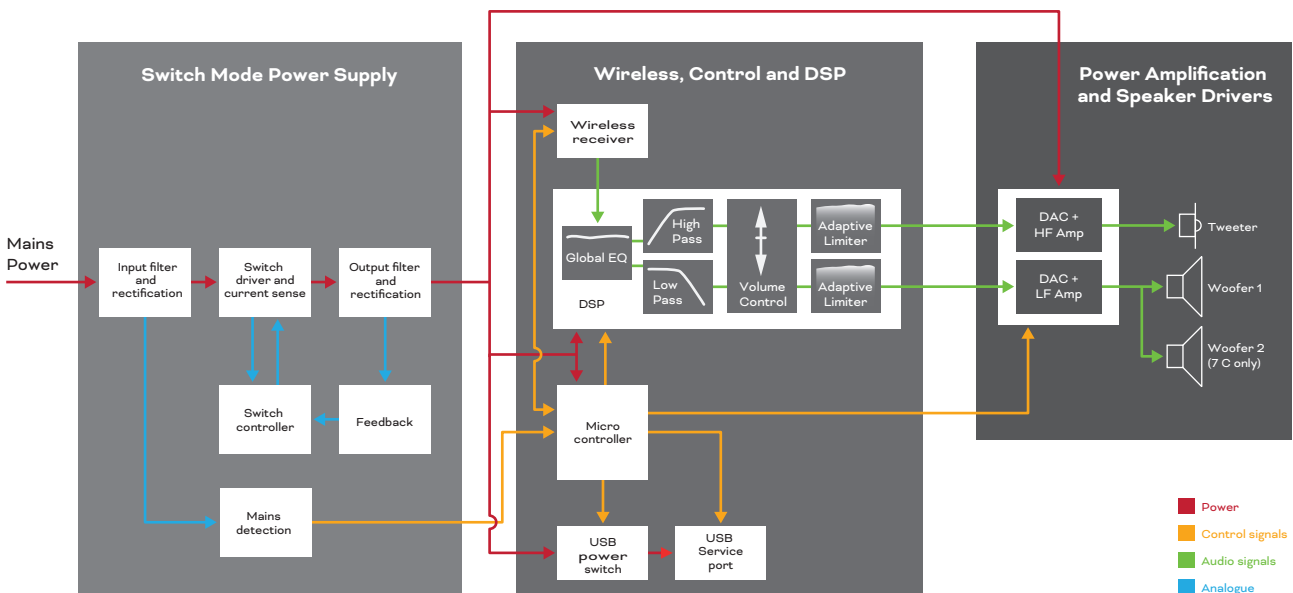 Switch Mode Power Supply
Wireless, Control and DSP
Power Amplification
and Speaker Drivers
Mains
Power
Input filter
and
rectification
Switch
driver and
current sense
Output filter
and
rectification
Switch
controller
Feedback
Mains
detection
Wireless
receiver
Global EQ
DSP
High
Pass
Low
Pass
Volume
Control
Adaptive
Limiter
Adaptive
Limiter
Micro
controller
USB
power
switch
USB
Service
port
DAC +
HF Amp
DAC +
LF Amp
Tweeter
Woofer 1
Woofer 2
(7 C only)
Power
Control signals
Audio signals
Analogue